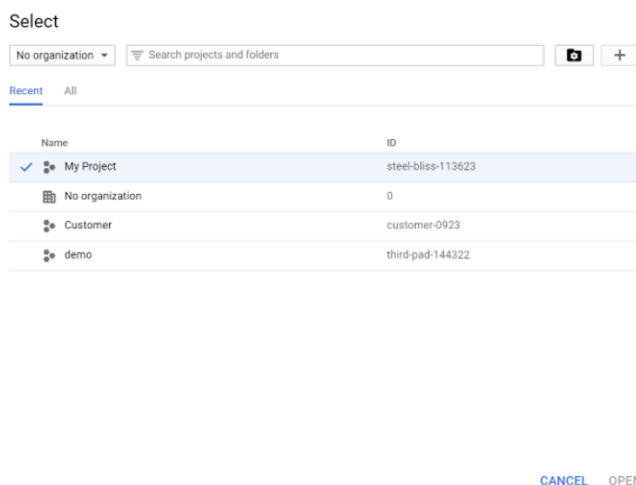 Select
No organization Search projects and folders
Recent All
Name ID
My Project steel-bliss-113623
No organization 0
Customer customer-0923
demo third-pad-144322
CANCEL OPEN